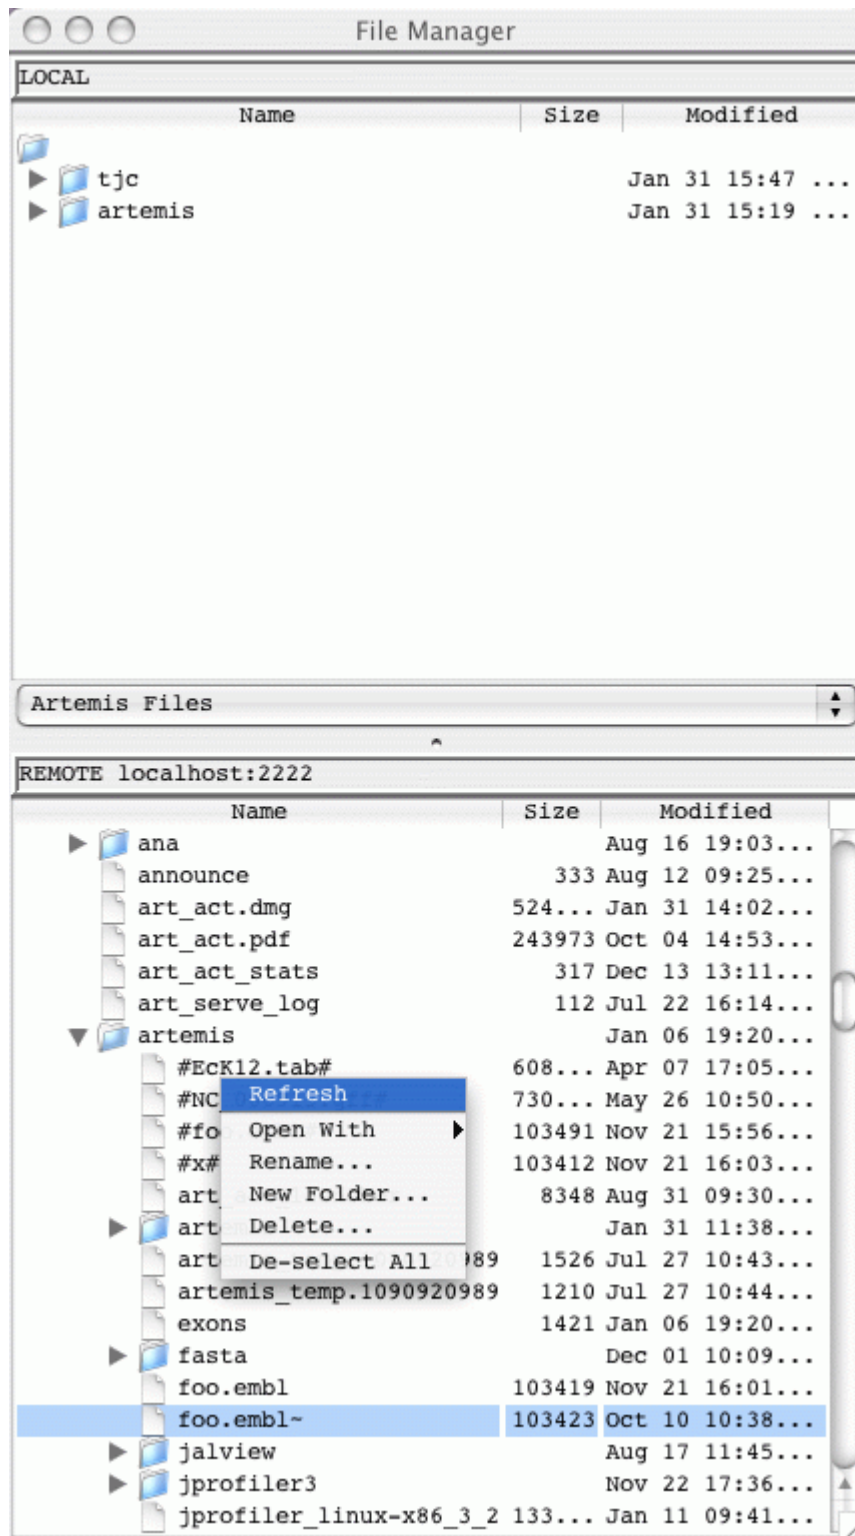 File Manager
LOCAL
Name Size Modified
tjc Jan 31 15:47 ...
artemis Jan 31 15:19 ...
Artemis Files
REMOTE localhost:2222
Name Size Modified
ana Aug 16 19:03...
announce 333 Aug 12 09:25...
art_act.dmg 524... Jan 31 14:02...
art_act.pdf 243973 Oct 04 14:53...
art_act_stats 317 Dec 13 13:11...
art_serve_log 112 Jul 22 16:14...
artemis Jan 06 19:20...
#EcK12.tab# 608... Apr 07 17:05...
#NC Refresh 730... May 26 10:50...
#fo Open With 103491 Nov 21 15:56...
#x# Rename... 103412 Nov 21 16:03...
art_ New Folder... 8348 Aug 31 09:30...
art Delete... Jan 31 11:38...
art De-select All 989 1526 Jul 27 10:43...
artemis_temp.1090920989 1210 Jul 27 10:44...
exons 1421 Jan 06 19:20...
fasta Dec 01 10:09...
foo.embl 103419 Nov 21 16:01...
foo.embl~ 103423 Oct 10 10:38...
jalview Aug 17 11:45...
jprofiler3 Nov 22 17:36...
jprofiler_linux-x86_3_2 133... Jan 11 09:41...